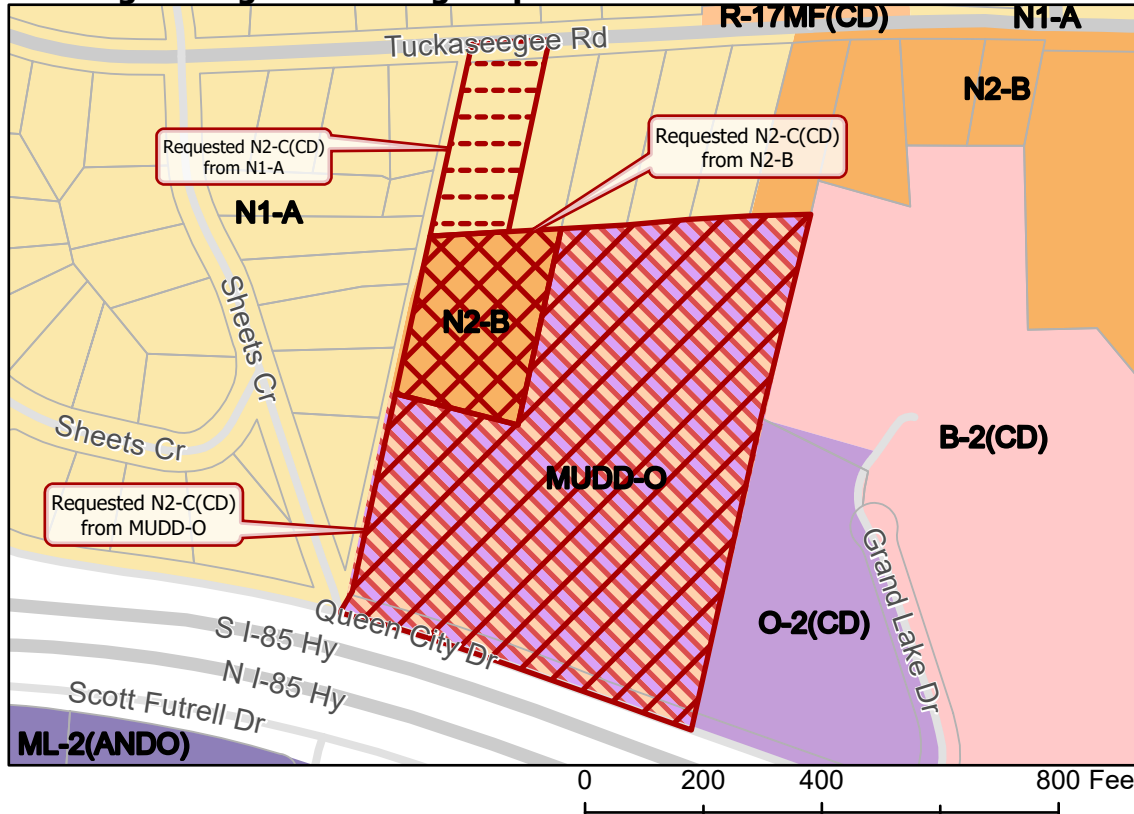 R-17MF(CD)
N1-A
Tuckaseegee Rd
N2-B
Requested N2-C(CD)
from N1-A
Requested N2-C(CD)
from N2-B
N1-A
Sheets Cr
N2-B
Sheets Cr
B-2(CD)
MUDD-O
Requested N2-C(CD)
from MUDD-O
Grand Lake Dr
Queen City Dr
O-2(CD)
S I-85 Hy
N I-85 Hy
Scott Futrell Dr
ML-2(ANDO)
0 200 400 800 Fee